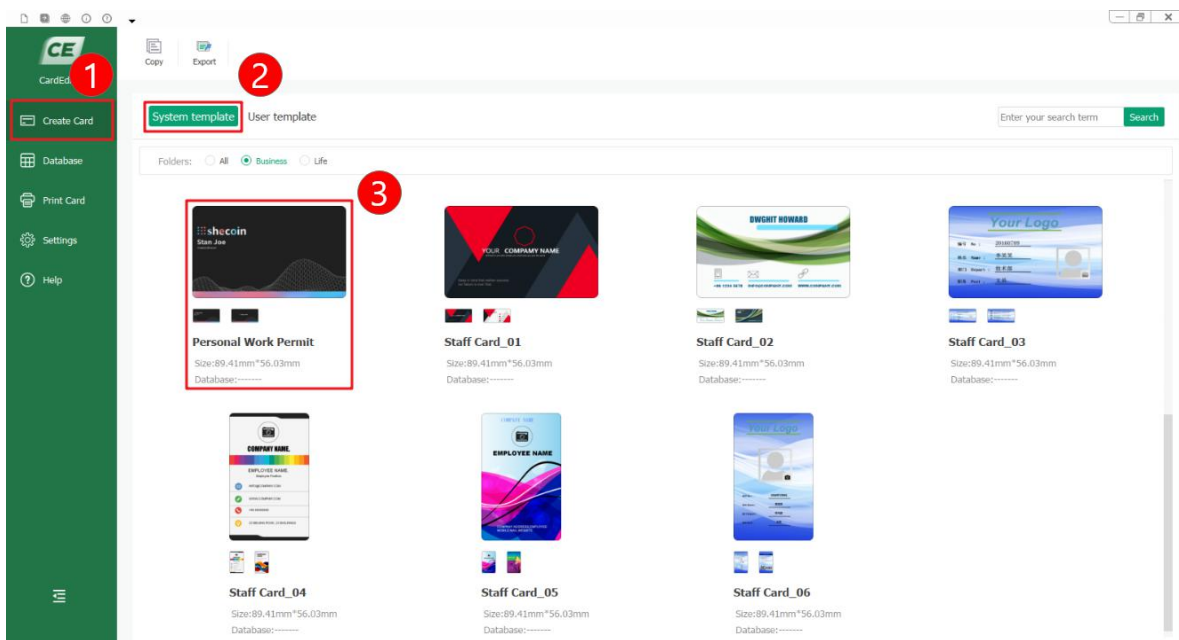 CE
CardEd
1
Copy
Export
2
Create Card
Database
Print Card
Settings
Help
System template
User template
Enter your search term
Search
Folders:
All
Business
Life
3
shecoin
Stan Joe
YOUR COMPAMY NAME
DWGHIT HOWARD
Your Logo
Personal Work Permit
Size:89.41mm*56.03mm
Database:-------
Staff Card_01
Size:89.41mm*56.03mm
Database:-------
Staff Card_02
Size:89.41mm*56.03mm
Database:-------
Staff Card_03
Size:89.41mm*56.03mm
Database:-------
COMPANY NAME.
EMPLOYEE NAME.
EMPLOYEE NAME
Your Logo
Staff Card_04
Size:89.41mm*56.03mm
Database:-------
Staff Card_05
Size:89.41mm*56.03mm
Database:-------
Staff Card_06
Size:89.41mm*56.03mm
Database:-------